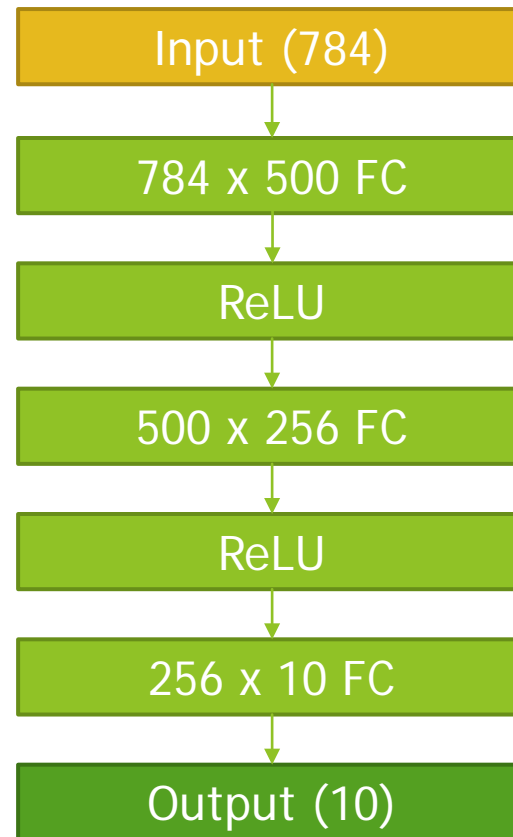 Input (784)
784 x 500 FC
ReLU
500 x 256 FC
ReLU
256 x 10 FC
Output (10)